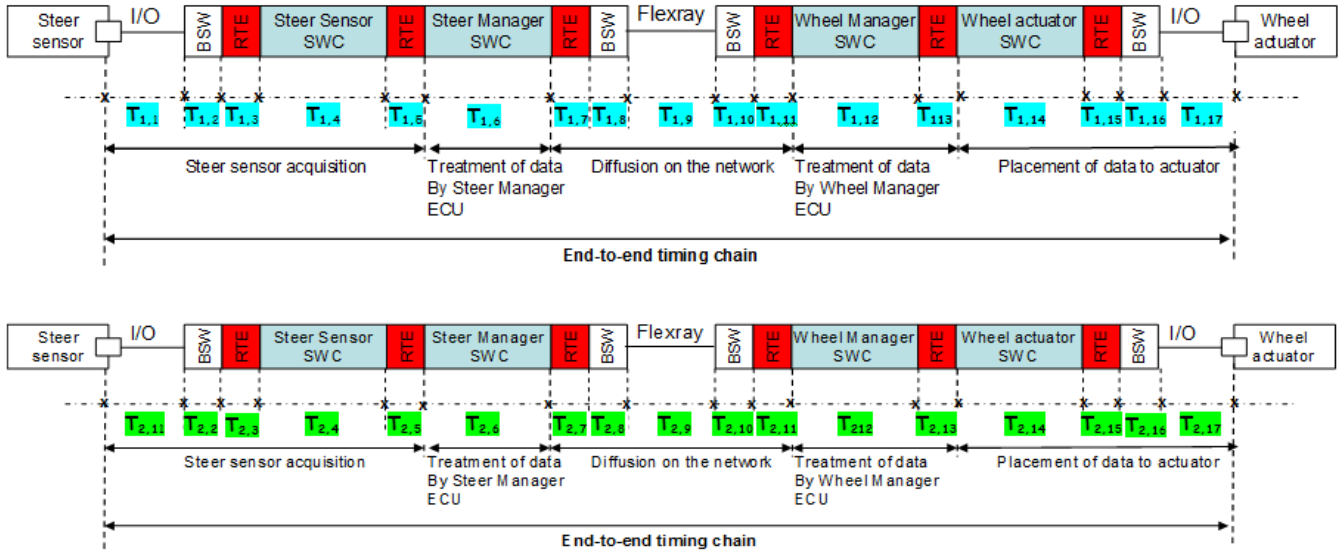 Steer
sensor
I/O
BSW
RTE
Steer Sensor
SWC
RTE
Steer Manager
SWC
RTE
BSW
Flexray
BSW
RTE
Wheel Manager
SWC
RTE
Wheel actuator
SWC
RTE
BSW
I/O
Wheel
actuator
T1,1 T1,2 T1,3 T1,4 T1,5 T1,6 T1,7 T1,8 T1,9 T1,10 T1,11 T1,12 T113 T1,14 T1,15 T1,16 T1,17
Steer sensor acquisition
Treatment of data
By Steer Manager
ECU
Diffusion on the network
Treatment of data
By Wheel Manager
ECU
Placement of data to actuator
End-to-end timing chain
Steer
sensor
I/O
BSW
RTE
Steer Sensor
SWC
RTE
Steer Manager
SWC
RTE
BSW
Flexray
BSW
RTE
Wheel Manager
SWC
RTE
Wheel actuator
SWC
RTE
BSW
I/O
Wheel
actuator
T2,11 T2,2 T2,3 T2,4 T2,5 T2,6 T2,7 T2,8 T2,9 T2,10 T2,11 T212 T2,13 T2,14 T2,15 T2,16 T2,17
Steer sensor acquisition
Treatment of data
By Steer Manager
ECU
Diffusion on the network
Treatment of data
By Wheel Manager
ECU
Placement of data to actuator
End-to-end timing chain